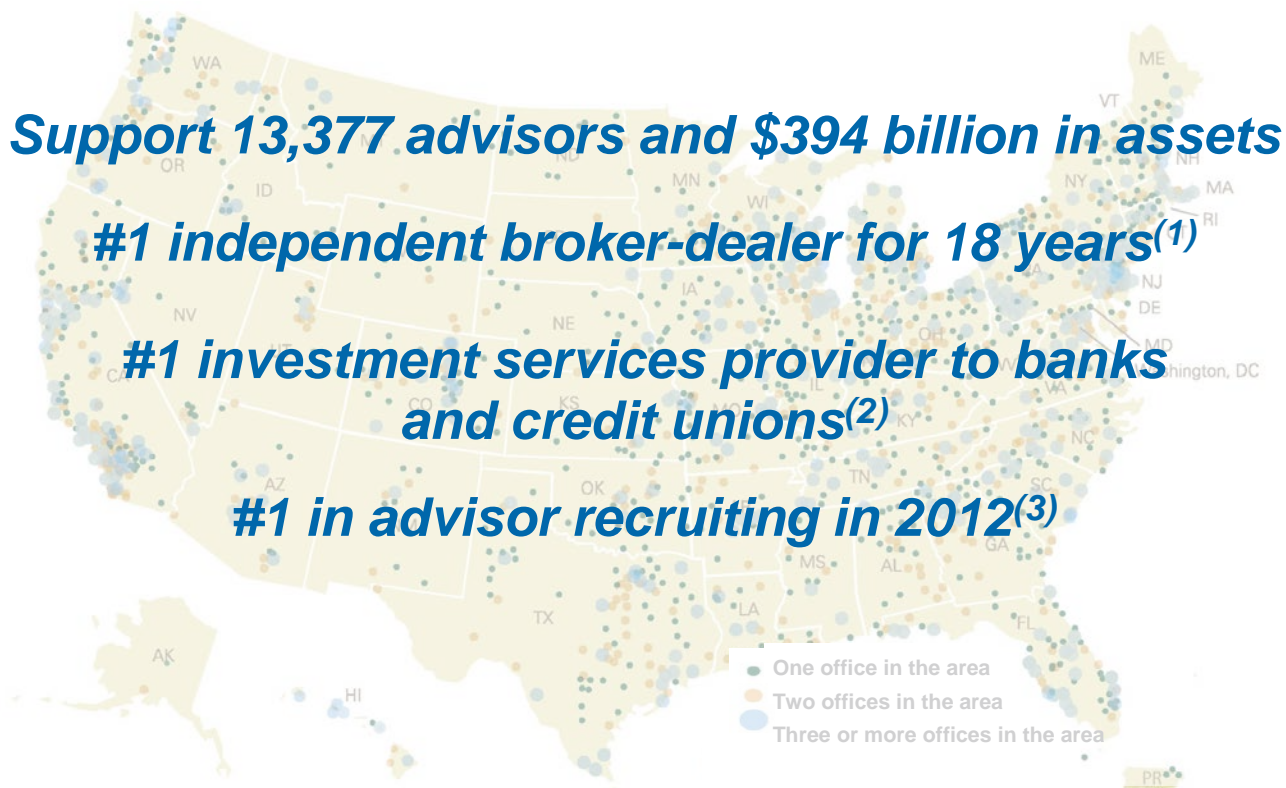 WA
ME
VT
Support 13,377 advisors and $394 billion in assets
OR
ND
NH
ID
MN
WI
NY
MA
RI
#1 independent broker-dealer for 18 years(1)
IA
NJ
NV
DE
NE
OH
MD
#1 investment services provider to banks
CA
IL
VA
Washington, DC
CO
KS
MO
KY
and credit unions(2)
NC
TN
AZ
OK
SC
#1 in advisor recruiting in 2012(3)
GA
MS
AL
LA
TX
FL
AK
One office in the area
HI
Two offices in the area
Three or more offices in the area
PR